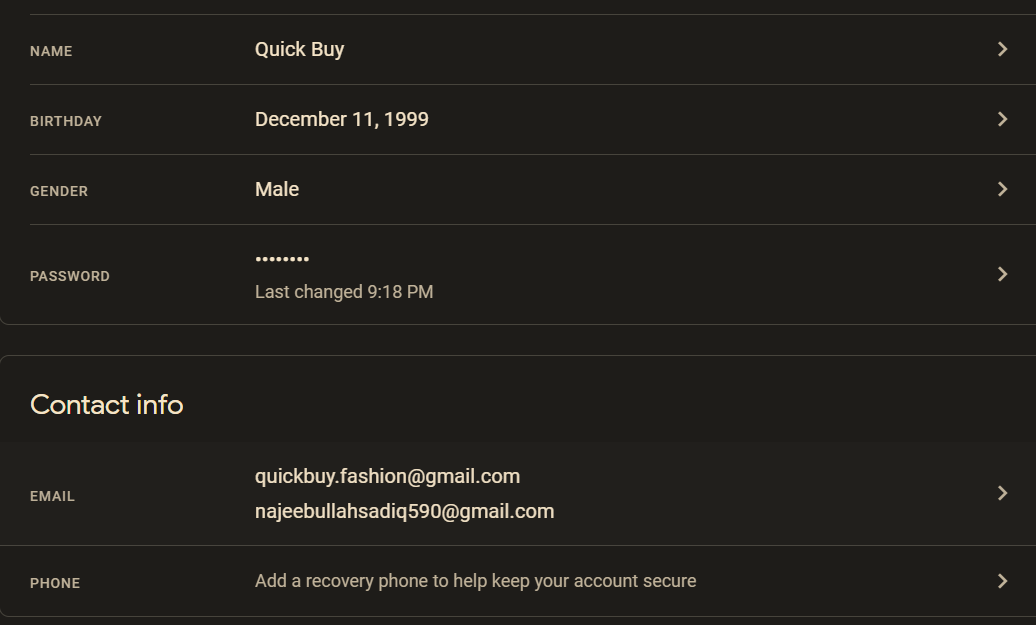 NAME
Quick Buy
BIRTHDAY
December 11, 1999
GENDER
Male
PASSWORD
••••••••
Last changed 9:18 PM
Contact info
EMAIL
quickbuy.fashion@gmail.com
najeebullahsadiq590@gmail.com
PHONE
Add a recovery phone to help keep your account secure